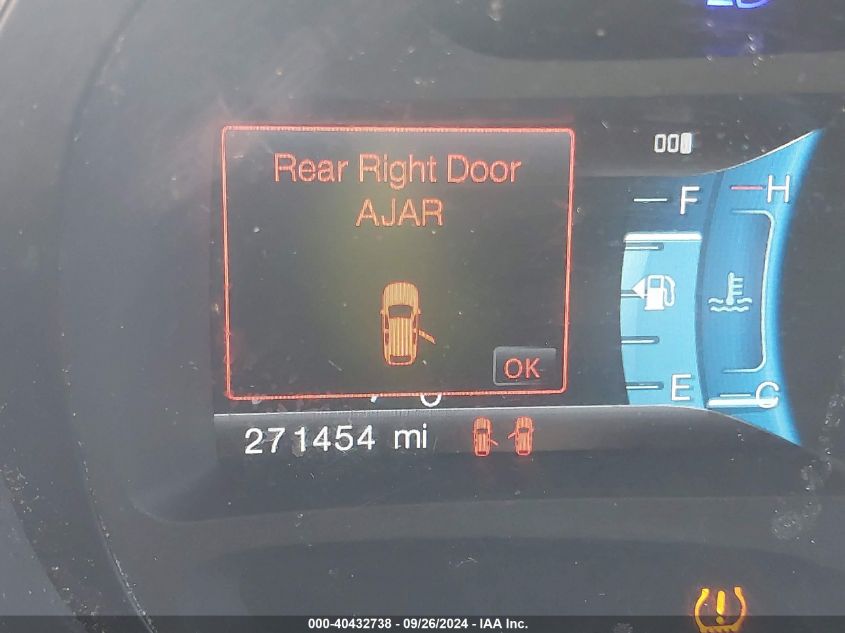 Rear Right Door
AJAR
OK
F
H
E
C
271454 mi
000-40432738 - 09/26/2024 - IAA Inc.